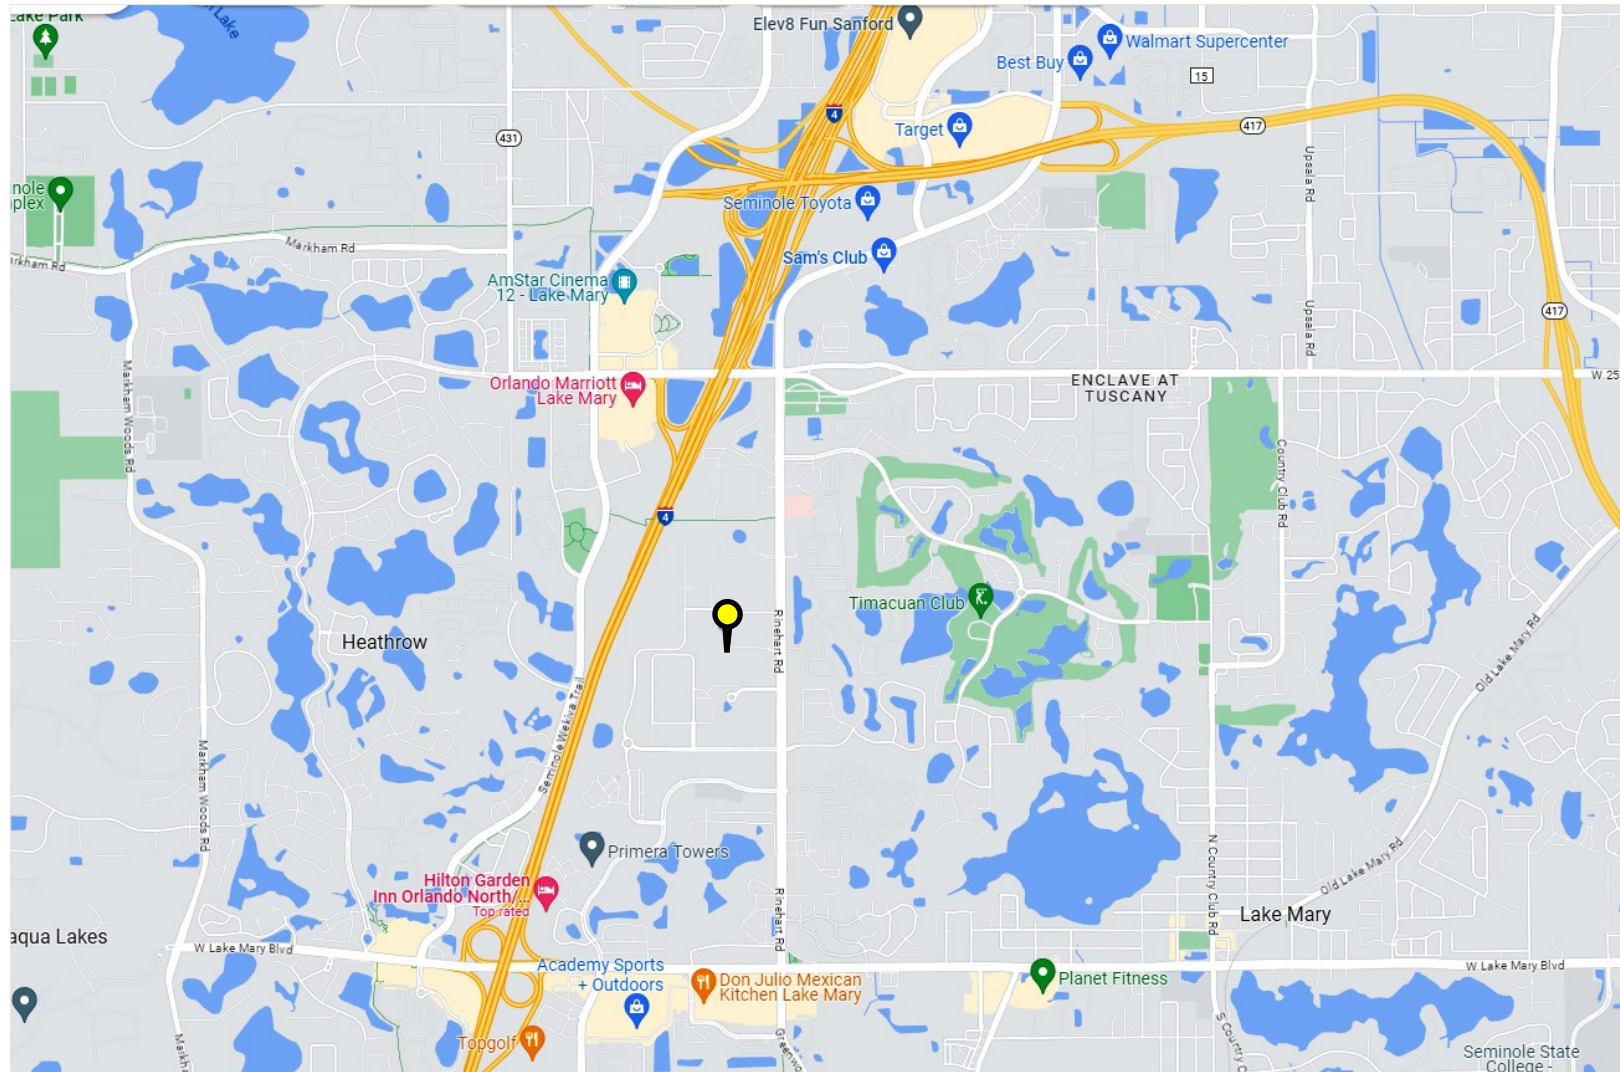 Lake Park
Lake
Elev8 Fun Sanford
Walmart Supercenter
Best Buy
15
4
Target
417
431
nole
plex
Upsala Rd
Seminole Toyota
Markham Rd
arkham Rd
Sam's Club
AmStar Cinema
12 - Lake Mary
417
Upsala Rd
Markham Woods Rd
Orlando Marriott
Lake Mary
ENCLAVE AT
TUSCANY
W 25
Country Club Rd
4
Timacuan Club
Rinehart Rd
Heathrow
Old Lake Mary Rd
Seminole Wekiva Trail
Markham Woods Rd
Primera Towers
N Country Club Rd
Old Lake Mary Rd
Hilton Garden
Inn Orlando North/...
Top rated
Rinehart Rd
Lake Mary
aqua Lakes
W Lake Mary Blvd
Academy Sports
+ Outdoors
Don Julio Mexican
Kitchen Lake Mary
Planet Fitness
W Lake Mary Blvd
Topgolf
Markha
Greenwo
S Country C
Seminole State
College -